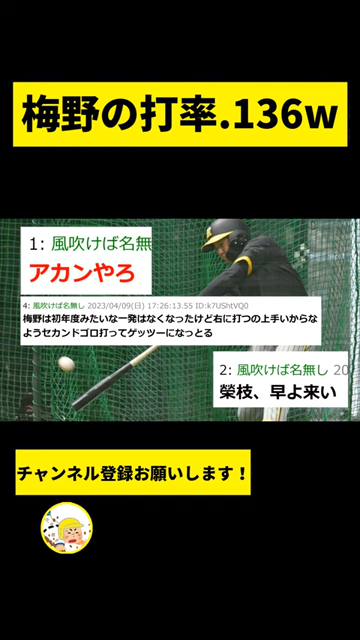 梅野の打率.136w
1: 風吹けば名無
アカンやろ
4: 風吹けば名無し 2023/04/09(日) 17:26:13.55 ID:k7UShtVQ0
梅野は初年度みたいな一発はなくなったけど右に打つの上手いからな
ようセカンドゴロ打ってゲッツーになっとる
2: 風吹けば名無し 20
榮枝、早よ来い
チャンネル登録お願いします！